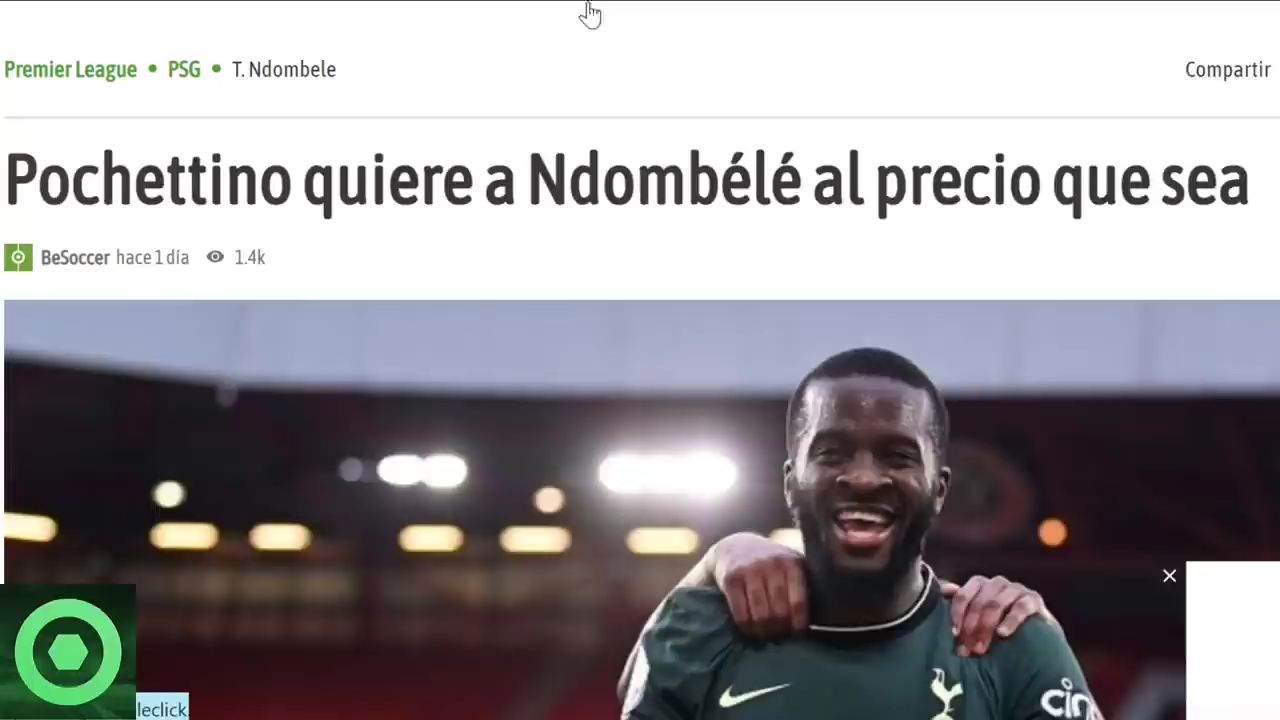 Premier League • PSG • T. Ndombele
Compartir
Pochettino quiere a Ndombélé al precio que sea
BeSoccer hace 1 día 1.4k
cin
leclick.